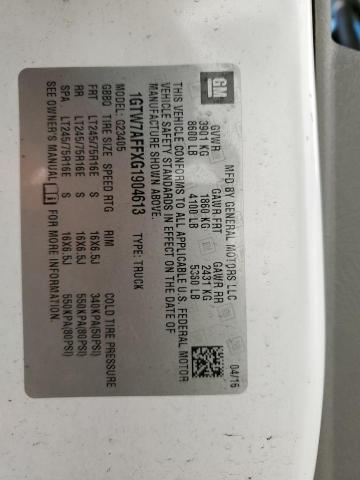 GM
MFD BY GENERAL MOTORS LLC
04/16
GVWR GAWR FRT GAWR RR
3901 KG 1860 KG 2431 KG
8600 LB 4100 LB 5360 LB
THIS VEHICLE CONFORMS TO ALL APPLICABLE U.S. FEDERAL MOTOR
VEHICLE SAFETY STANDARDS IN EFFECT ON THE DATE OF
MANUFACTURE SHOWN ABOVE.
1GTW7AFFXG1904613 TYPE: TRUCK
MODEL: G23405
GBBO TIRE SIZE SPEED RTG RIM COLD TIRE PRESSURE
FRT LT245/75R16E S 16X6.5J 340KPA(50PSI)
RR LT245/75R16E S 16X6.5J 550KPA(80PSI)
SPA LT245/75R16E S 16X6.5J 550KPA(80PSI)
SEE OWNER'S MANUAL FOR MORE INFORMATION.